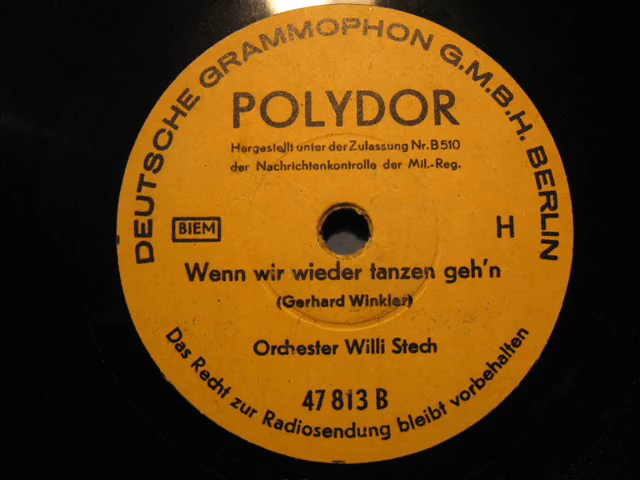 DEUTSCHE GRAMMOPHON G.M.B.H. BERLIN
POLYDOR
Hergestellt unter der Zulassung Nr. B 510
der Nachrichtenkontrolle der Mil.-Reg.
BIEM
H
Wenn wir wieder tanzen geh'n
(Gerhard Winkler)
Orchester Willi Stech
47 813 B
Das Recht zur Radiosendung bleibt vorbehalten